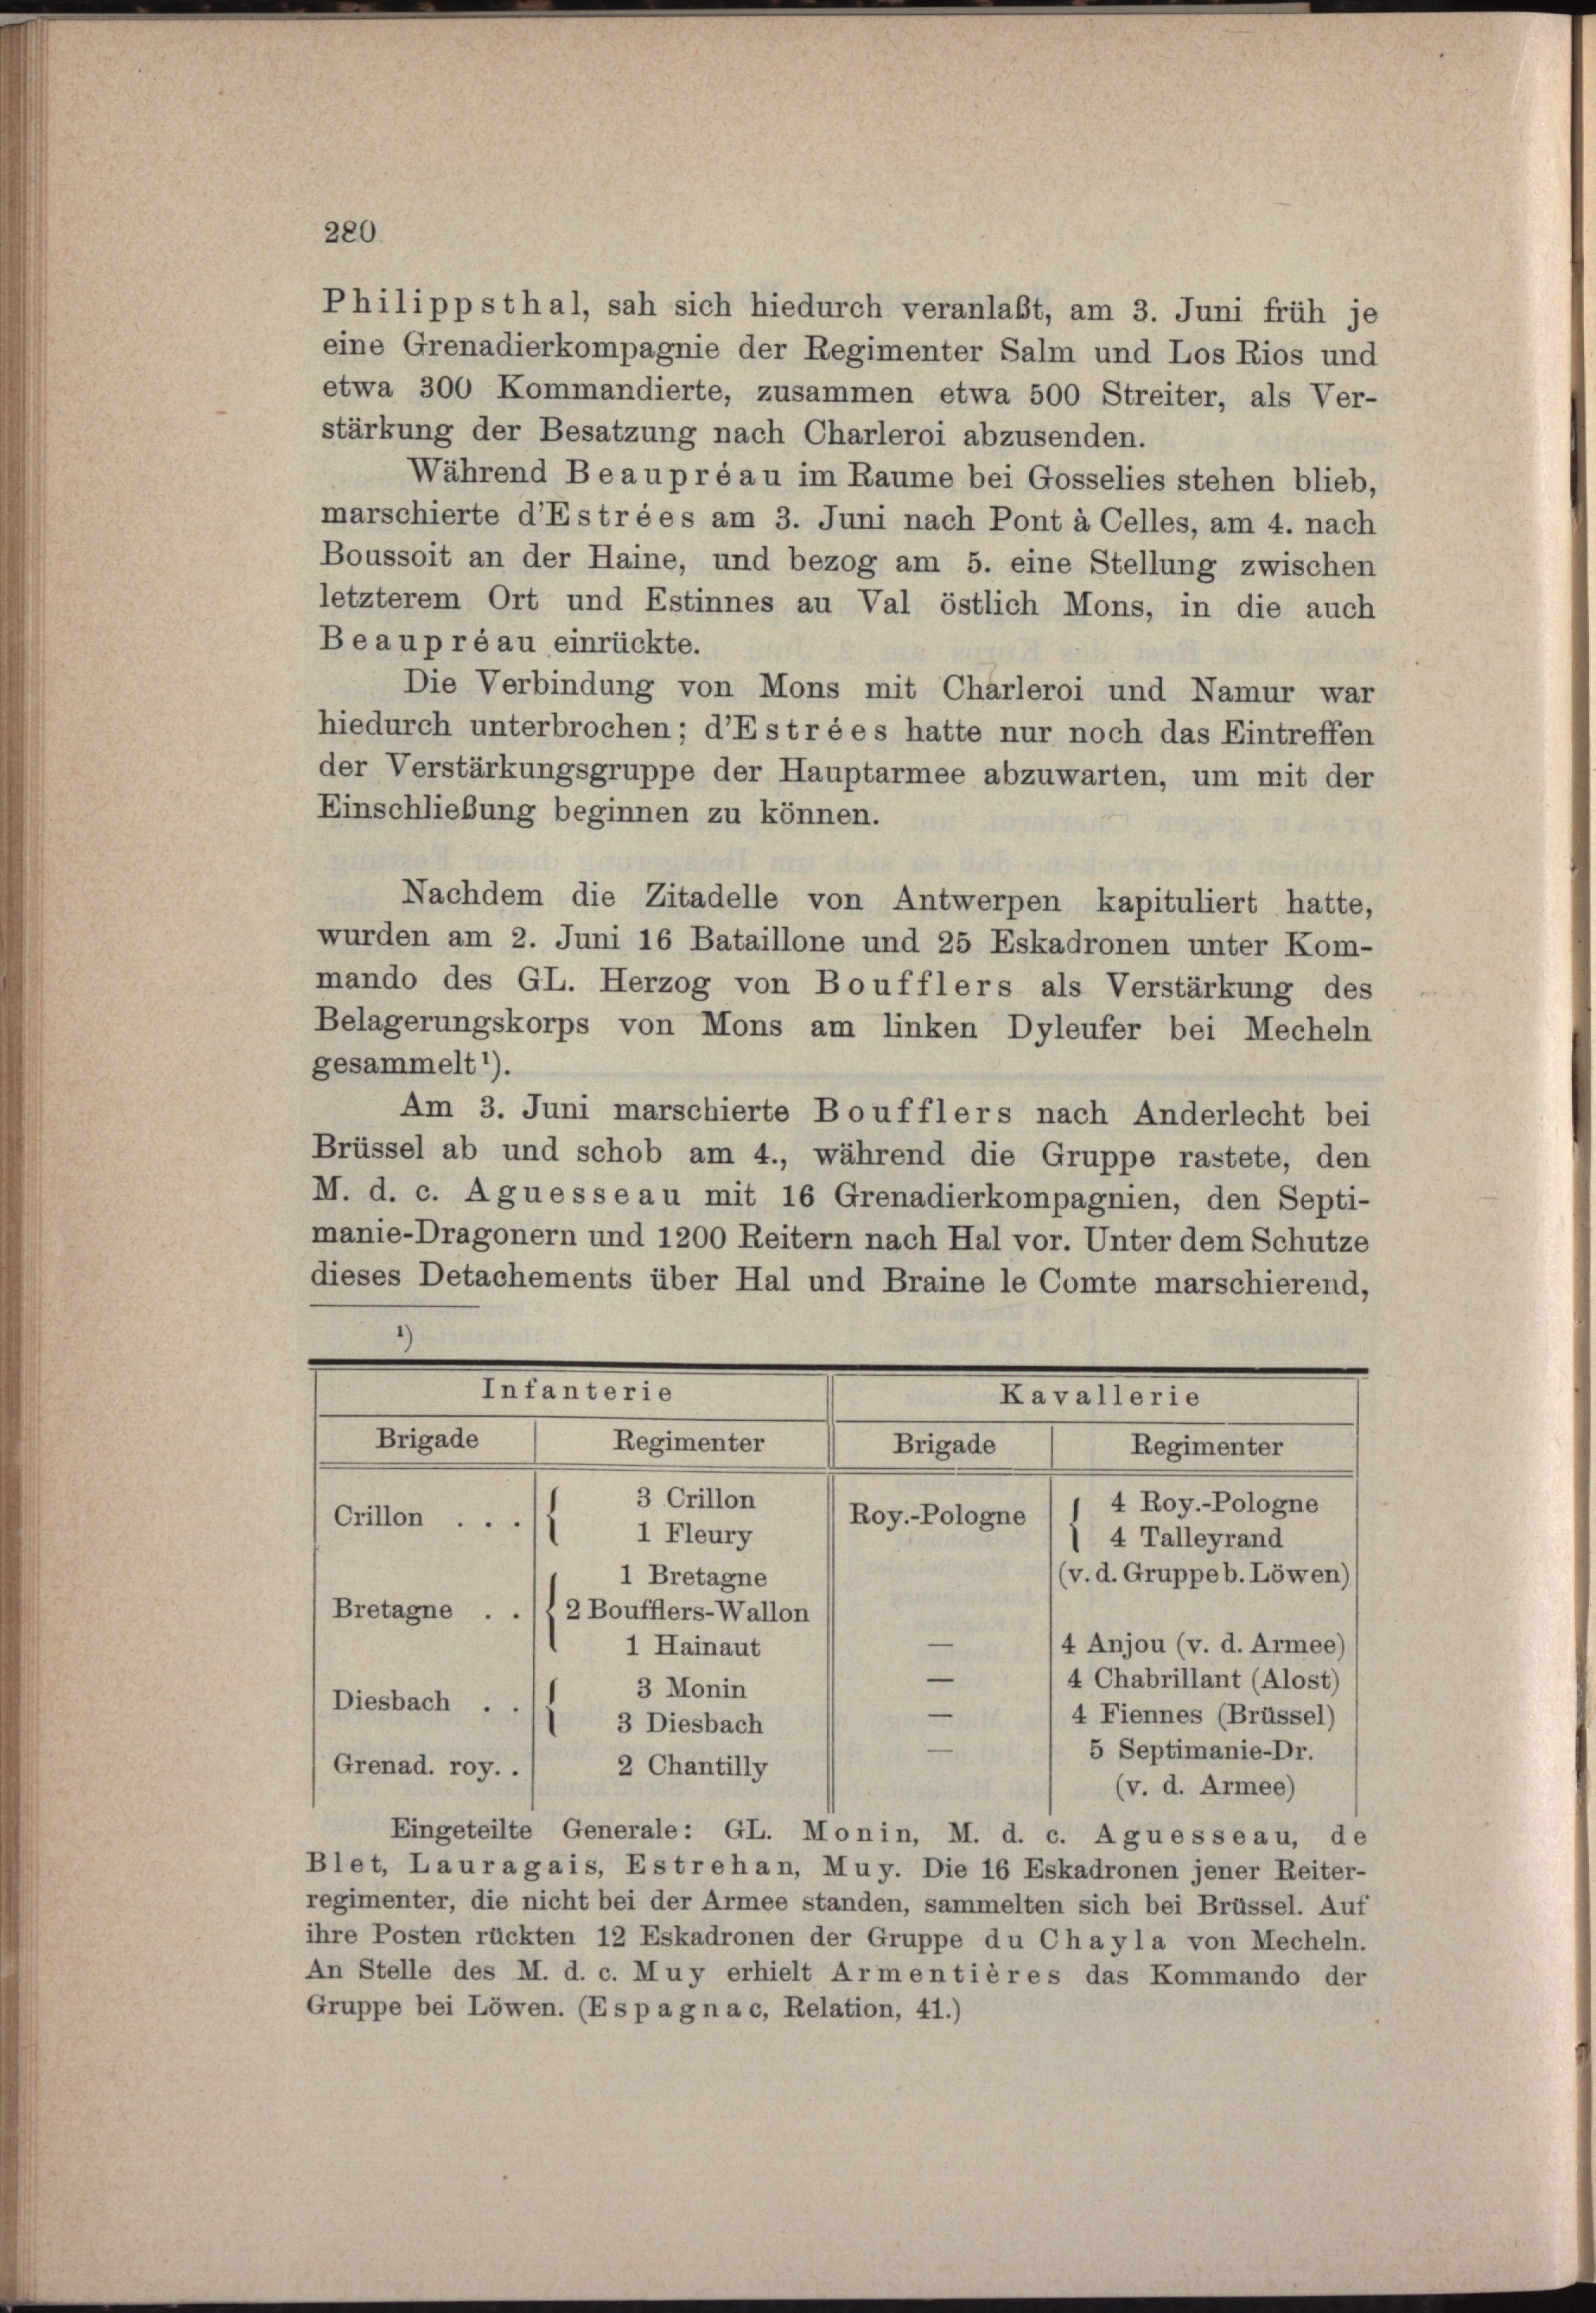 280
Philippsthal, sah sich hiedurch veranlaßt, am 3. Juni früh je
eine Grenadierkompagnie der Regimenter Salm und Los Rios und
etwa 300 Kommandierte, zusammen etwa 500 Streiter, als Ver-
stärkung der Besatzung nach Charleroi abzusenden.
Während Beaupréau im Raume bei Gosselies stehen blieb,
marschierte d'Estrées am 3. Juni nach Pont à Celles, am 4. nach
Boussoit an der Haine, und bezog am 5. eine Stellung zwischen
letzterem Ort und Estinnes au Val östlich Mons, in die auch
Beaupréau einrückte.
Die Verbindung von Mons mit Charleroi und Namur war
hiedurch unterbrochen; d'Estrées hatte nur noch das Eintreffen
der Verstärkungsgruppe der Hauptarmee abzuwarten, um mit der
Einschließung beginnen zu können.
Nachdem die Zitadelle von Antwerpen kapituliert hatte,
wurden am 2. Juni 16 Bataillone und 25 Eskadronen unter Kom-
mando des GL. Herzog von Boufflers als Verstärkung des
Belagerungskorps von Mons am linken Dyleufer bei Mecheln
gesammelt¹).
Am 3. Juni marschierte Boufflers nach Anderlecht bei
Brüssel ab und schob am 4., während die Gruppe rastete, den
M. d. c. Aguesseau mit 16 Grenadierkompagnien, den Septi-
manie-Dragonern und 1200 Reitern nach Hal vor. Unter dem Schutze
dieses Detachements über Hal und Braine le Comte marschierend,
¹)
Infanterie Kavallerie
Brigade Regimenter Brigade Regimenter
Crillon . . . { 3 Crillon Roy.-Pologne { 4 Roy.-Pologne
1 Fleury 4 Talleyrand
1 Bretagne (v. d. Gruppe b. Löwen)
Bretagne . . { 2 Boufflers-Wallon
1 Hainaut — 4 Anjou (v. d. Armee)
Diesbach . . { 3 Monin — 4 Chabrillant (Alost)
3 Diesbach — 4 Fiennes (Brüssel)
Grenad. roy. . 2 Chantilly — 5 Septimanie-Dr.
(v. d. Armee)
Eingeteilte Generale: GL. Monin, M. d. c. Aguesseau, de
Blet, Lauragais, Estrehan, Muy. Die 16 Eskadronen jener Reiter-
regimenter, die nicht bei der Armee standen, sammelten sich bei Brüssel. Auf
ihre Posten rückten 12 Eskadronen der Gruppe du Chayla von Mecheln.
An Stelle des M. d. c. Muy erhielt Armentières das Kommando der
Gruppe bei Löwen. (Espagnac, Relation, 41.)